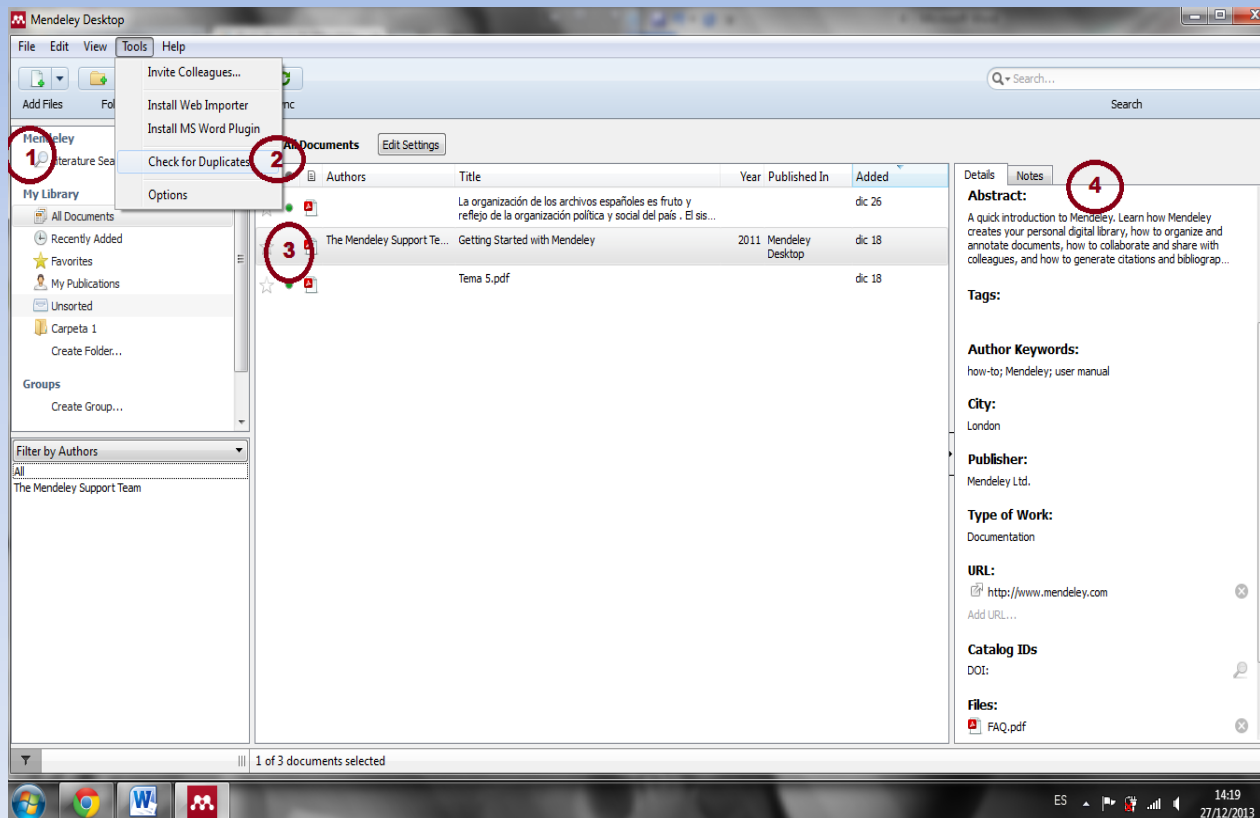 Mendeley Desktop
File Edit View Tools Help
Invite Colleagues...
Install Web Importer
Install MS Word Plugin
Check for Duplicates
Options
Search...
Add Files
Search
Mendeley
1
2
My Library
All Documents
Recently Added
Favorites
My Publications
Unsorted
Carpeta 1
Create Folder...
Groups
Create Group...
Filter by Authors
All
The Mendeley Support Team
All Documents Edit Settings
Authors Title Year Published In Added
La organización de los archivos españoles es fruto y dic 26
reflejo de la organización política y social del país . El sis...
3
The Mendeley Support Te... Getting Started with Mendeley 2011 Mendeley dic 18
Desktop
Tema 5.pdf dic 18
Details Notes
4
Abstract:
A quick introduction to Mendeley. Learn how Mendeley
creates your personal digital library, how to organize and
annotate documents, how to collaborate and share with
colleagues, and how to generate citations and bibliograp...
Tags:
Author Keywords:
how-to; Mendeley; user manual
City:
London
Publisher:
Mendeley Ltd.
Type of Work:
Documentation
URL:
http://www.mendeley.com
Add URL...
Catalog IDs
DOI:
Files:
FAQ.pdf
1 of 3 documents selected
ES
14:19
27/12/2013